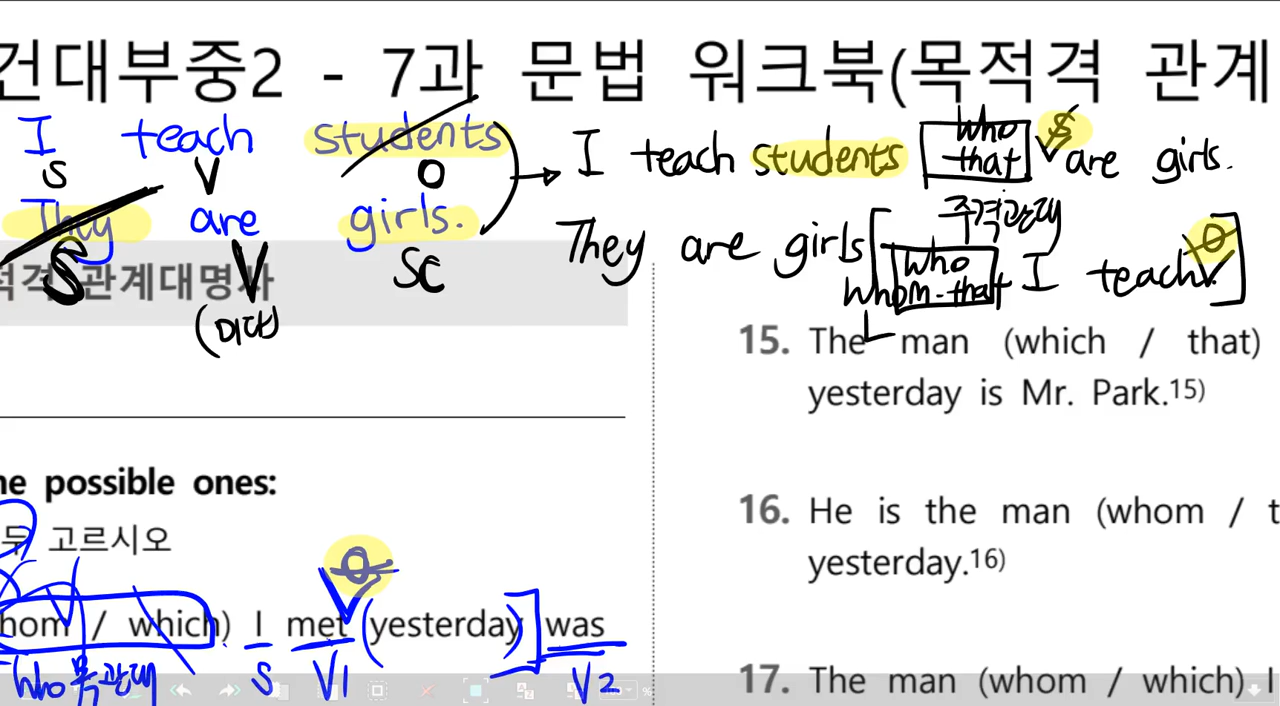 건대부중2 - 7과 문법 워크북(목적격 관계
I teach students
S V O
They are girls.
S V SC
(미다)
I teach students who are girls.
that
S
주격관대
They are girls [who I teach]
whom-that
O
적격 관계대명사
he possible ones:
두 고르시오
O
hom / which) I met (yesterday)] was
who 목 관대 S V1 V2
15. The man (which / that)
yesterday is Mr. Park.15)
16. He is the man (whom / t
yesterday.16)
17. The man (whom / which) I